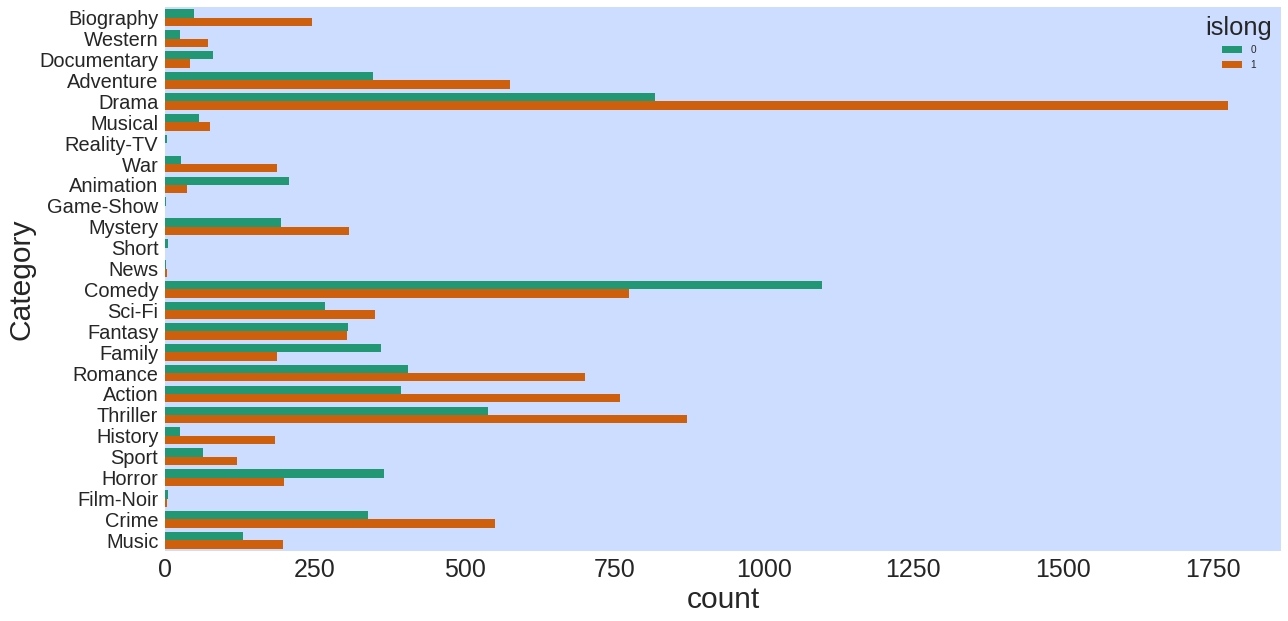 Biography
Western
Documentary
Adventure
Drama
Musical
Reality-TV
War
Animation
Game-Show
Mystery
Short
News
Comedy
Sci-Fi
Fantasy
Family
Romance
Action
Thriller
History
Sport
Horror
Film-Noir
Crime
Music
Category
islong
0
1
0 250 500 750 1000 1250 1500 1750
count